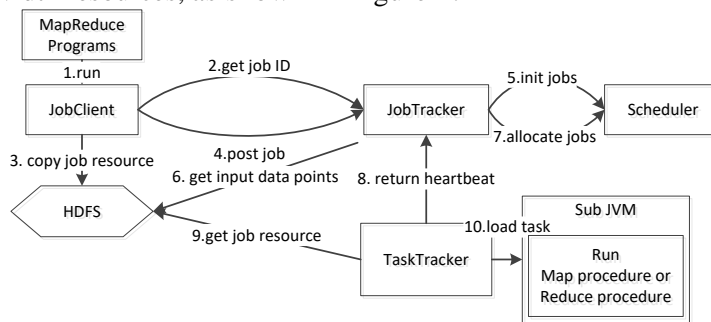 MapReduce
Programs
1.run
2.get job ID
5.init jobs
JobClient
JobTracker
Scheduler
3. copy job resource
4.post job
7.allocate jobs
6. get input data points
8. return heartbeat
HDFS
9.get job resource
10.load task
Sub JVM
TaskTracker
Run
Map procedure or
Reduce procedure